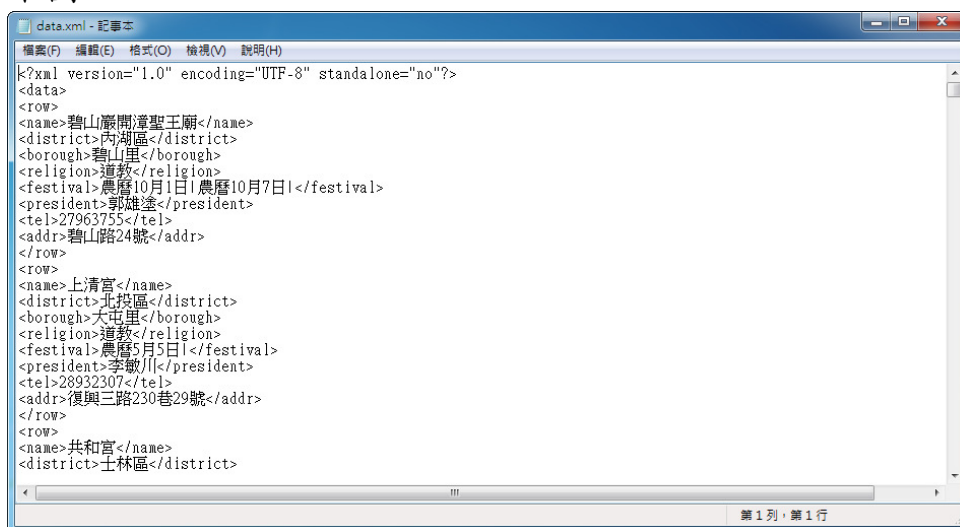 data.xml - 記事本
檔案(F) 編輯(E) 格式(O) 檢視(V) 說明(H)
<?xml version="1.0" encoding="UTF-8" standalone="no"?>
<data>
<row>
<name>碧山巖開漳聖王廟</name>
<district>內湖區</district>
<borough>碧山里</borough>
<religion>道教</religion>
<festival>農曆10月1日|農曆10月7日|</festival>
<president>郭雄塗</president>
<tel>27963755</tel>
<addr>碧山路24號</addr>
</row>
<row>
<name>上清宮</name>
<district>北投區</district>
<borough>大屯里</borough>
<religion>道教</religion>
<festival>農曆5月5日|</festival>
<president>李敏川</president>
<tel>28932307</tel>
<addr>復興三路230巷29號</addr>
</row>
<row>
<name>共和宮</name>
<district>士林區</district>
第 1 列，第 1 行